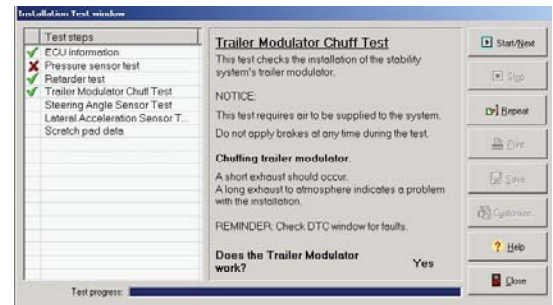 Installation Test window
Test steps
ECU information
Pressure sensor test
Retarder test
Trailer Modulator Chuff Test
Steering Angle Sensor Test
Lateral Acceleration Sensor T...
Scratch pad data
Trailer Modulator Chuff Test
This test checks the installation of the stability
system's trailer modulator.
NOTICE:
This test requires air to be supplied to the system.
Do not apply brakes at any time during the test.
Chuffing trailer modulator.
A short exhaust should occur.
A long exhaust to atmosphere indicates a problem
with the installation.
REMINDER: Check DTC window for faults.
Does the Trailer Modulator
work? Yes
Start/Next
Stop
Repeat
Print
Save
Customize...
Help
Close
Test progress: